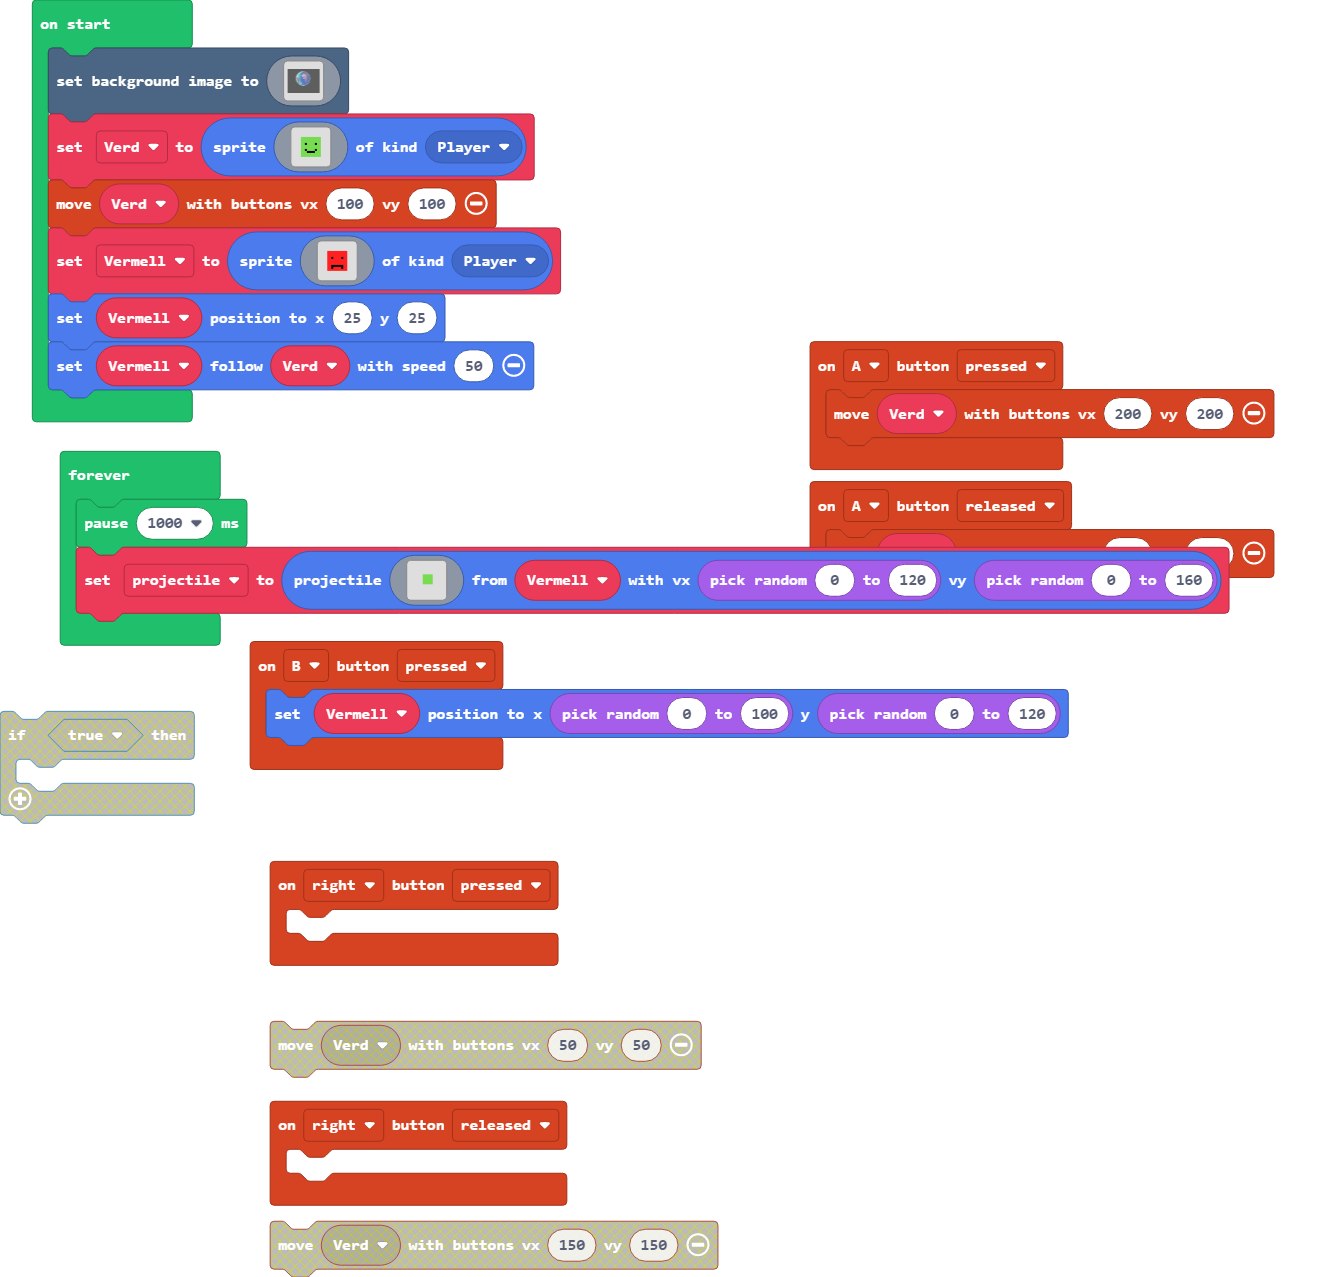 on start
set background image to
set Verd to sprite of kind Player
move Verd with buttons vx 100 vy 100
set Vermell to sprite of kind Player
set Vermell position to x 25 y 25
set Vermell follow Verd with speed 50
on A button pressed
move Verd with buttons vx 200 vy 200
on A button released
forever
pause 1000 ms
set projectile to projectile from Vermell with vx pick random 0 to 120 vy pick random 0 to 160
on B button pressed
set Vermell position to x pick random 0 to 100 y pick random 0 to 120
if true then
on right button pressed
move Verd with buttons vx 50 vy 50
on right button released
move Verd with buttons vx 150 vy 150